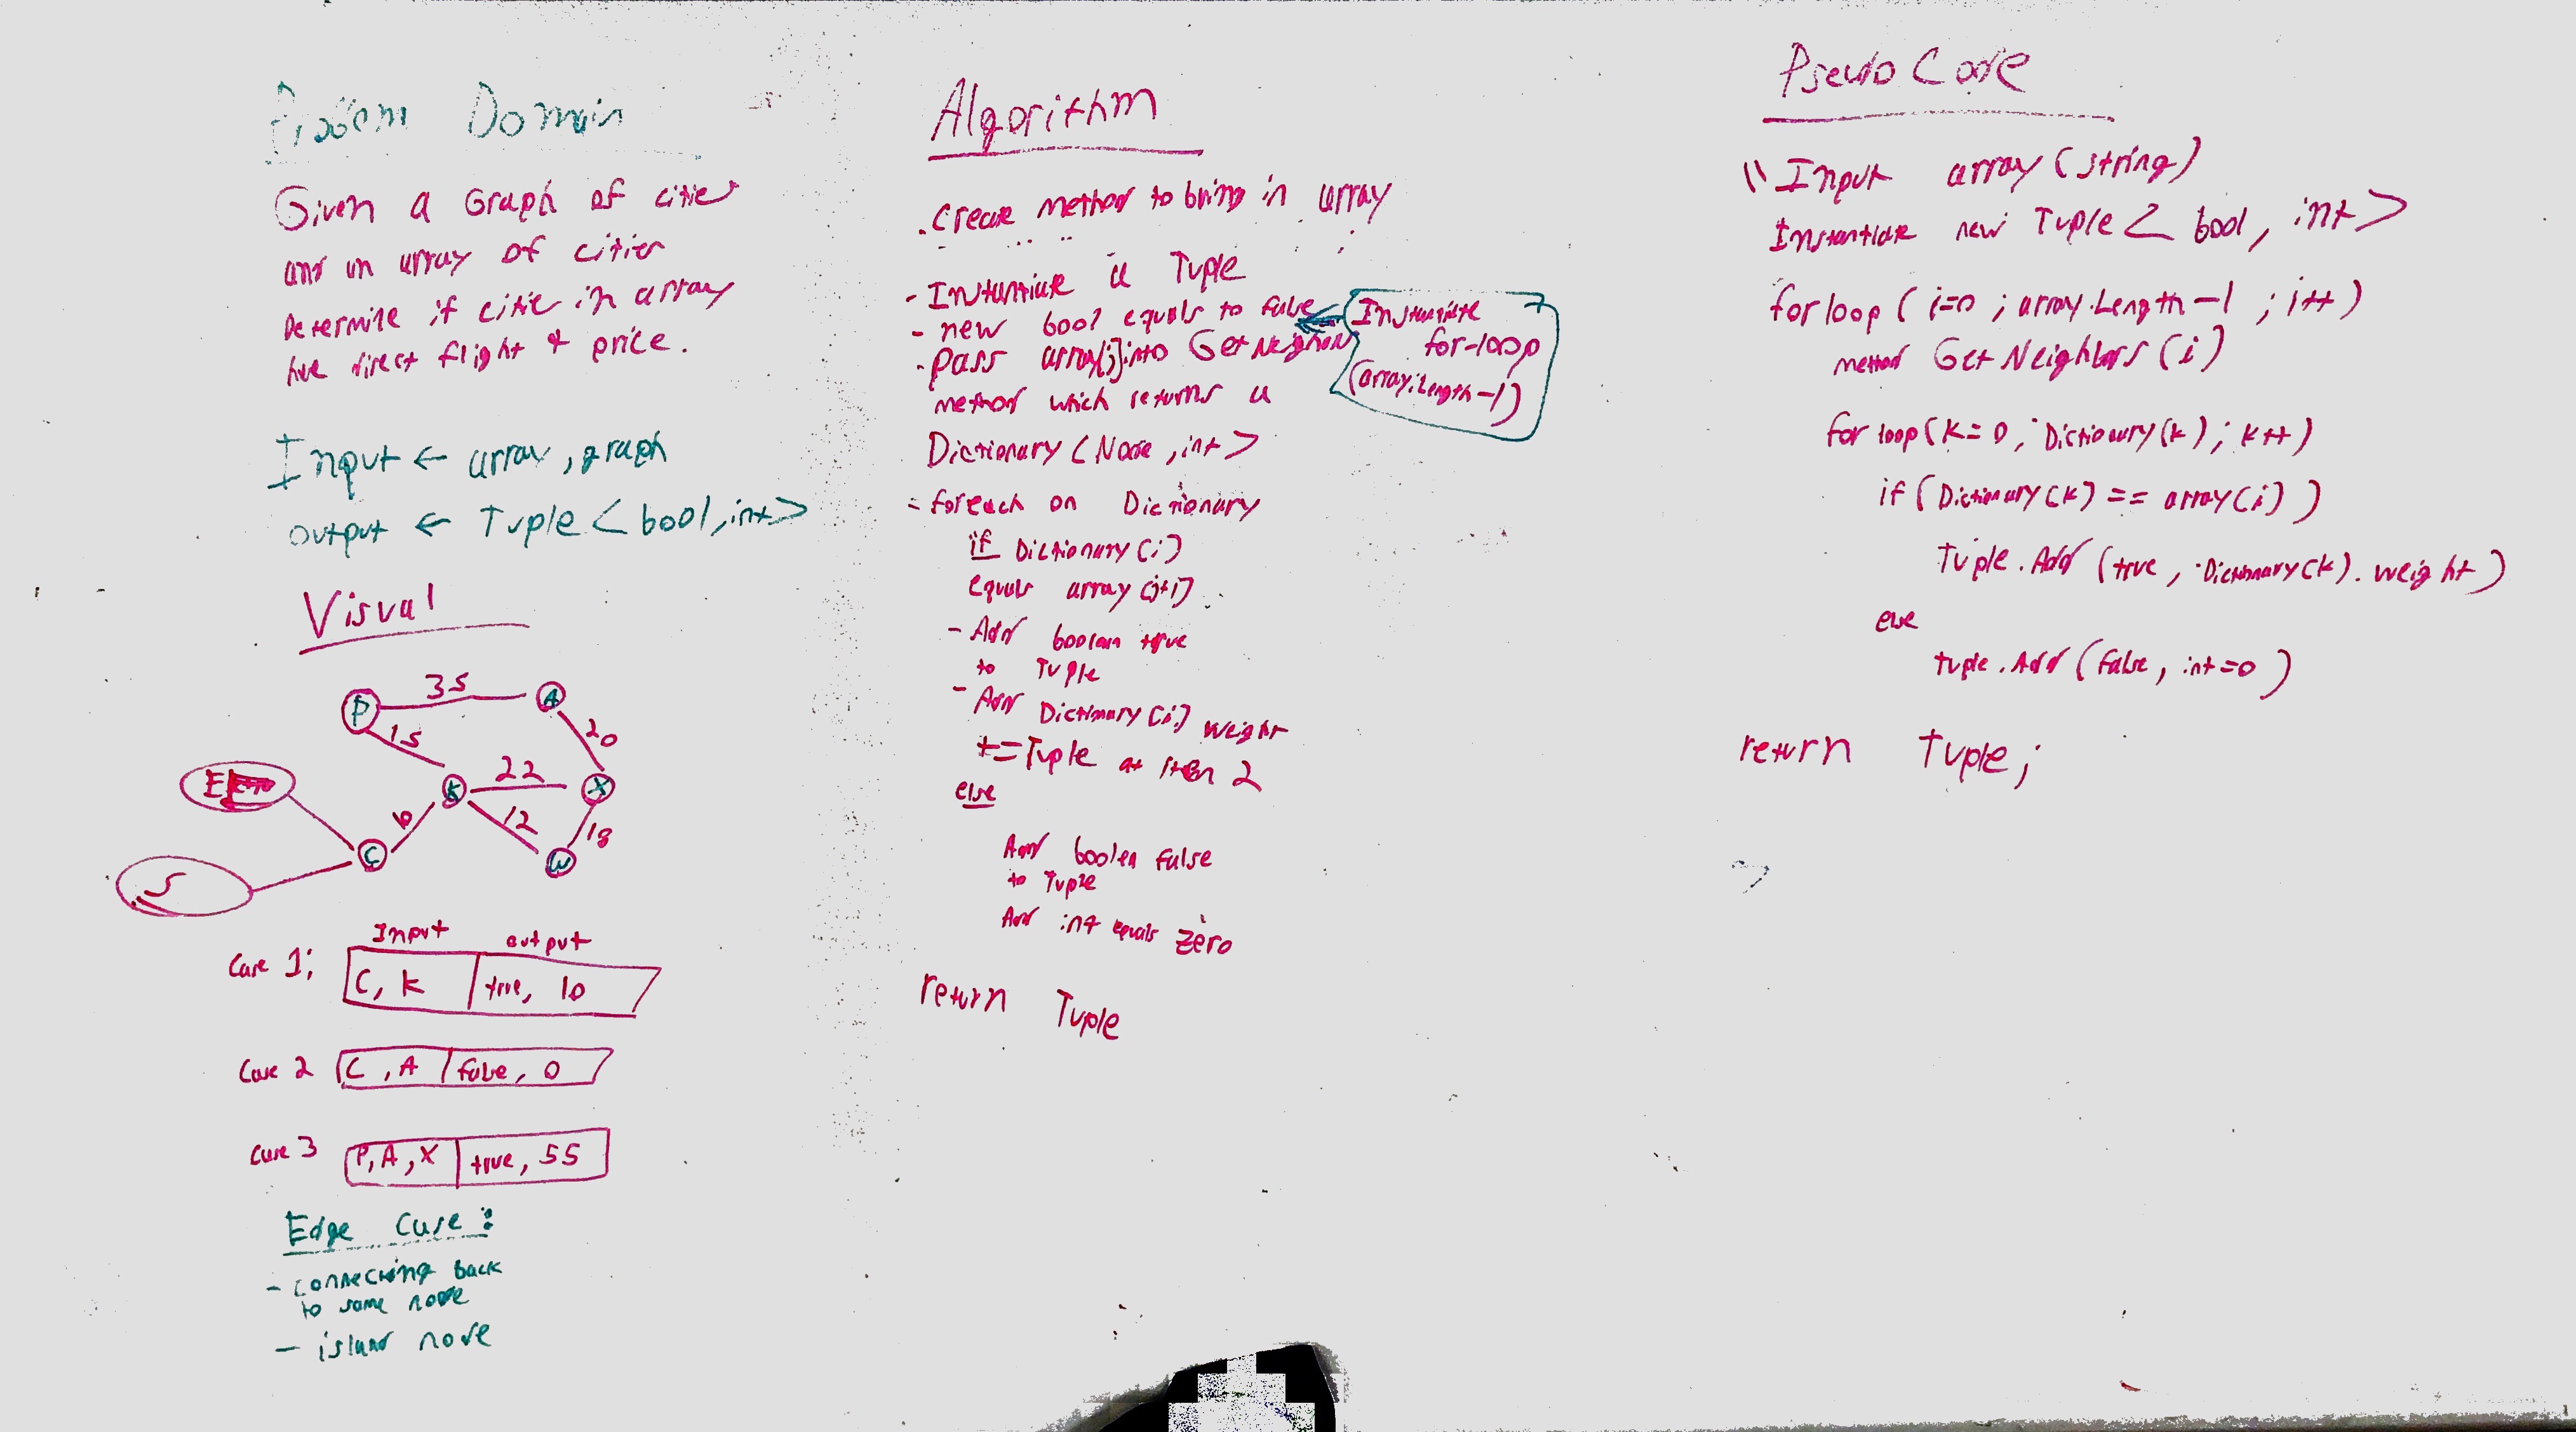 Problem Domain
Given a Graph of cities
and an array of cities
Determine if cities in array
have direct flight & price.
Input ← array, graph
output ← Tuple < bool, int >
Visual
P 35 A
15
20
E
K 22 X
10
12
18
C
W
S
Input output
Case 1; C, K true, 10
Case 2 C, A false, 0
Case 3 P, A, X true, 55
Edge Case:
- connecting back
to same node
- island node
Algorithm
. Create method to bring in array
- Instantiate a Tuple
- new bool equals to false
- pass array[j] into GetNeighbors
method which returns a
Dictionary < Node, int >
Instantiate
for-loop
(array.Length-1)
- foreach on Dictionary
if Dictionary(i)
equals array(j+1)
- Add boolean true
to Tuple
- Add Dictionary[i] weight
+= Tuple at item 2
else
Add boolen false
to Tuple
Add int equals zero
return Tuple
Pseudo Code
\\ Input array (string)
Instantiate new Tuple < bool, int >
for loop (i=0 ; array.Length-1 ; i++)
method GetNeighbors (i)
for loop (k=0 ; Dictionary(k) ; k++)
if (Dictionary(k) == array(i))
Tuple.Add (true, Dictionary(k).weight)
else
tuple.Add (false, int=0)
return Tuple;